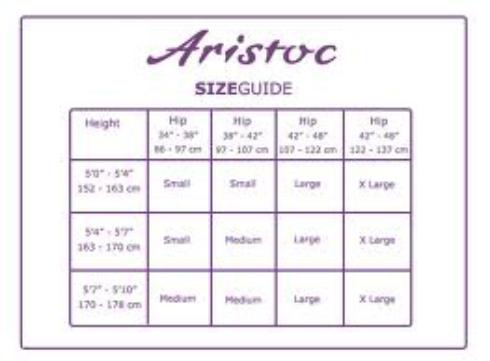 Aristoc
SIZEGUIDE
Height
Hip
34" - 38"
86 - 97 cm
Hip
38" - 42"
97 - 107 cm
Hip
42" - 48"
107 - 122 cm
Hip
42" - 48"
122 - 137 cm
5'0" - 5'4"
152 - 163 cm
Small
Small
Large
X Large
5'4" - 5'7"
163 - 170 cm
Small
Medium
Large
X Large
5'7" - 5'10"
170 - 178 cm
Medium
Medium
Large
X Large